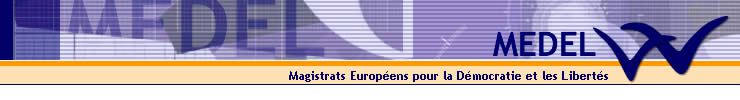 MEDEL
MEDEL
Magistrats Européens pour la Démocratie et les Libertés